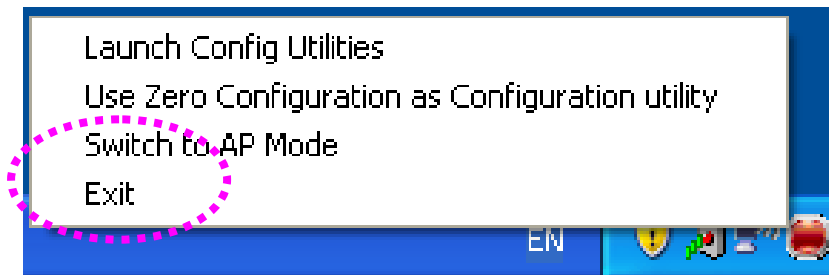 Launch Config Utilities
Use Zero Configuration as Configuration utility
Switch to AP Mode
Exit
EN